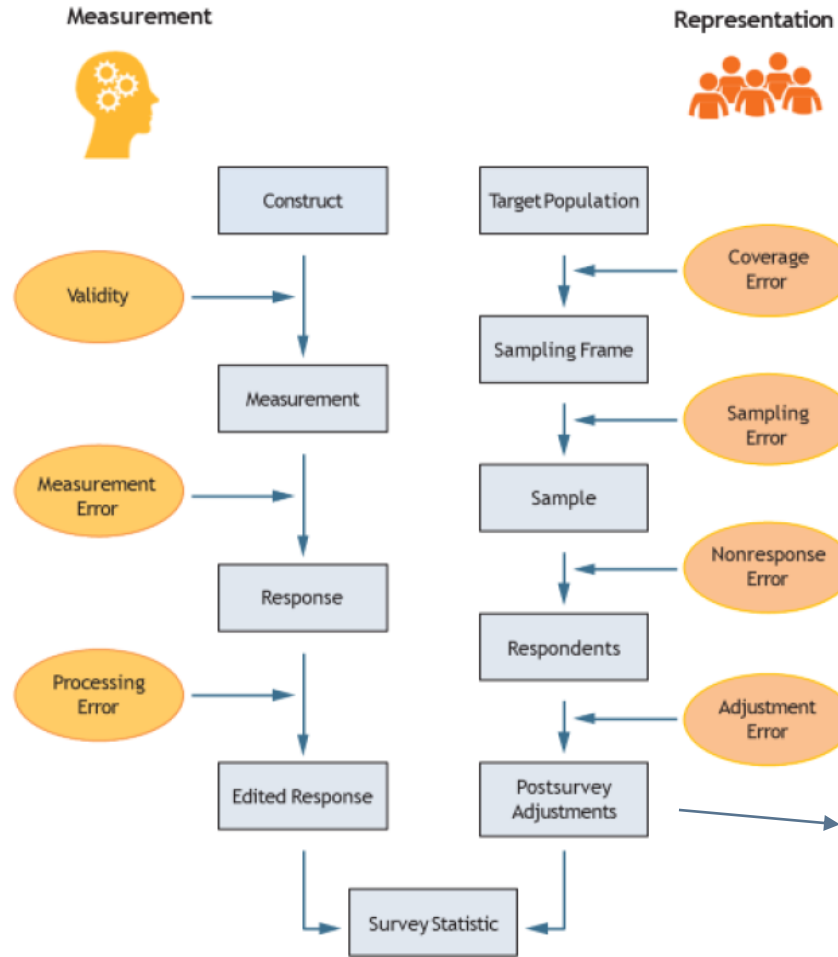 Measurement
Representation
Construct
Target Population
Validity
Coverage
Error
Sampling Frame
Measurement
Sampling
Error
Measurement
Error
Sample
Nonresponse
Error
Response
Respondents
Processing
Error
Adjustment
Error
Edited Response
Postsurvey
Adjustments
Survey Statistic